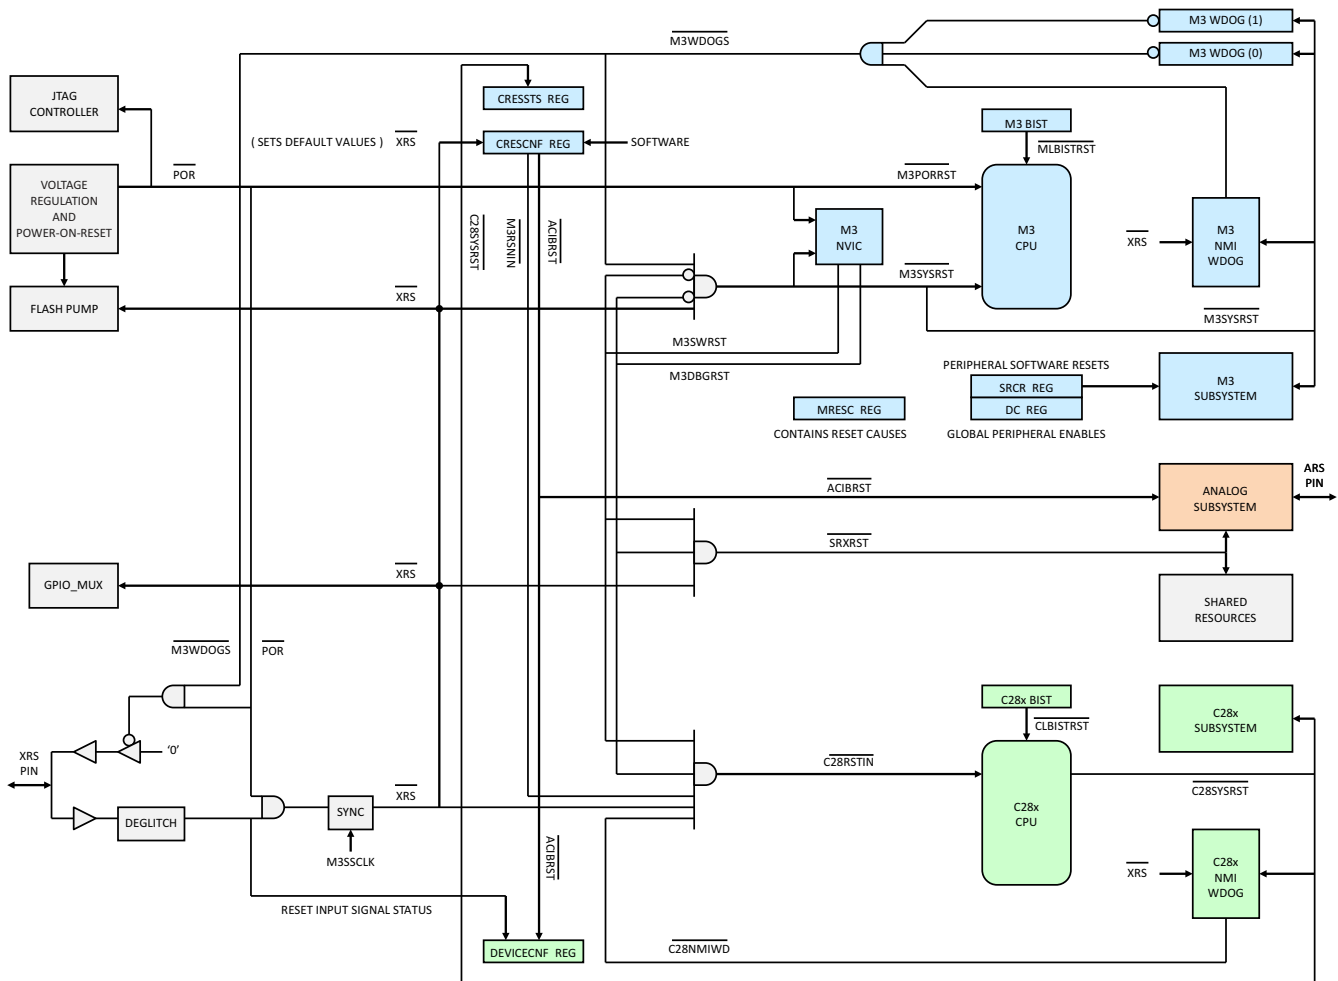 M3 WDOG (1)
M3WDOGS
M3 WDOG (0)
JTAG
CONTROLLER
CRESSTS REG
M3 BIST
( SETS DEFAULT VALUES )
XRS
CRESCNF REG
SOFTWARE
MLBISTRST
POR
M3PORRST
VOLTAGE
REGULATION
AND
POWER-ON-RESET
C28SYSRST
M3RSNIN
ACIBRST
M3
NVIC
M3
CPU
XRS
M3
NMI
WDOG
M3SYSRST
FLASH PUMP
XRS
M3SYSRST
M3SWRST
M3DBGRST
PERIPHERAL SOFTWARE RESETS
SRCR REG
DC REG
GLOBAL PERIPHERAL ENABLES
M3
SUBSYSTEM
MRESC REG
CONTAINS RESET CAUSES
ACIBRST
ANALOG
SUBSYSTEM
ARS
PIN
SRXRST
GPIO_MUX
XRS
SHARED
RESOURCES
M3WDOGS
POR
C28x BIST
CLBISTRST
C28x
SUBSYSTEM
XRS
PIN
‘0’
C28RSTIN
C28SYSRST
DEGLITCH
SYNC
XRS
M3SSCLK
C28x
CPU
ACIBRST
XRS
C28x
NMI
WDOG
RESET INPUT SIGNAL STATUS
DEVICECNF REG
C28NMIWD